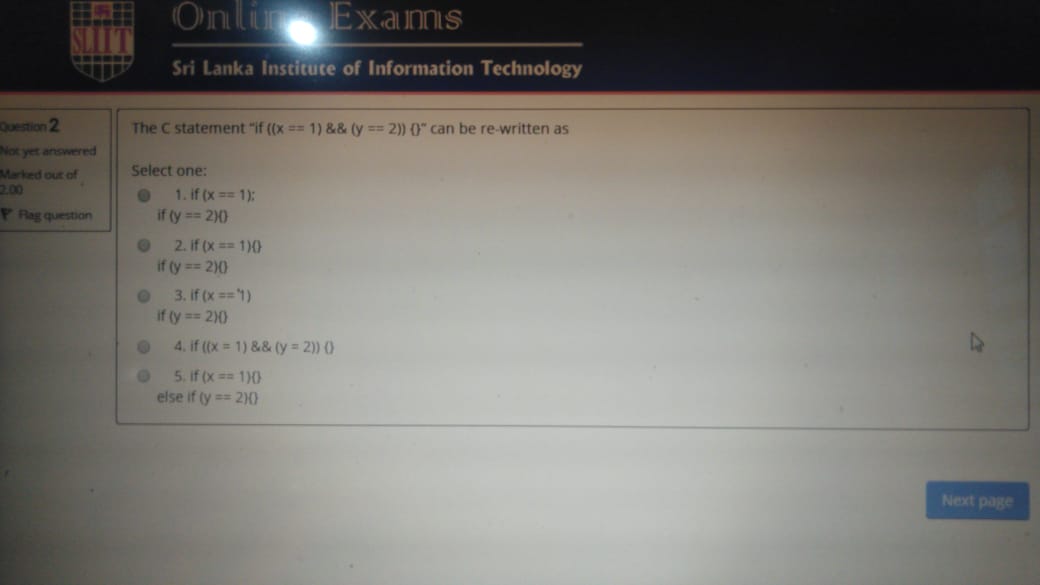 Online Exams
SLIIT
Sri Lanka Institute of Information Technology
Question 2
Not yet answered
Marked out of
2.00
Flag question
The C statement "if ((x == 1) && (y == 2)) {}" can be re-written as
Select one:
1. if (x == 1);
if (y == 2){}
2. if (x == 1){}
if (y == 2){}
3. if (x == 1)
if (y == 2){}
4. if ((x = 1) && (y = 2)) {}
5. if (x == 1){}
else if (y == 2){}
Next page